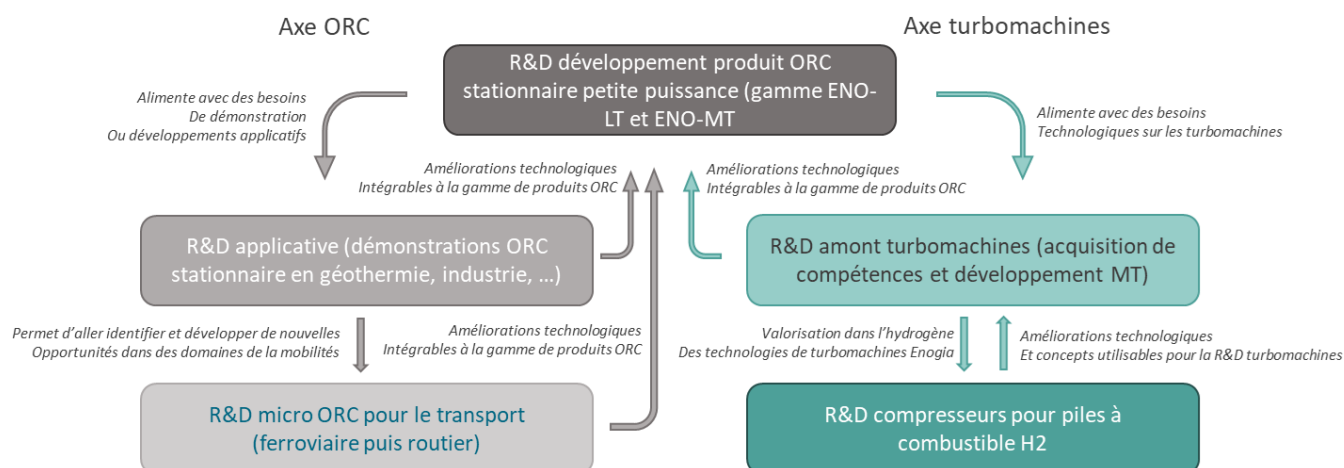 Axe ORC
Axe turbomachines
R&D développement produit ORC
stationnaire petite puissance (gamme ENO-
LT et ENO-MT
Alimente avec des besoins
De démonstration
Ou développements applicatifs
Alimente avec des besoins
Technologiques sur les turbomachines
Améliorations technologiques
Intégrables à la gamme de produits ORC
Améliorations technologiques
Intégrables à la gamme de produits ORC
R&D applicative (démonstrations ORC
stationnaire en géothermie, industrie, …)
R&D amont turbomachines (acquisition de
compétences et développement MT)
Permet d'aller identifier et développer de nouvelles
Opportunités dans des domaines de la mobilités
Améliorations technologiques
Intégrables à la gamme de produits ORC
Valorisation dans l'hydrogène
Des technologies de turbomachines Enogia
Améliorations technologiques
Et concepts utilisables pour la R&D turbomachines
R&D micro ORC pour le transport
(ferroviaire puis routier)
R&D compresseurs pour piles à
combustible H2